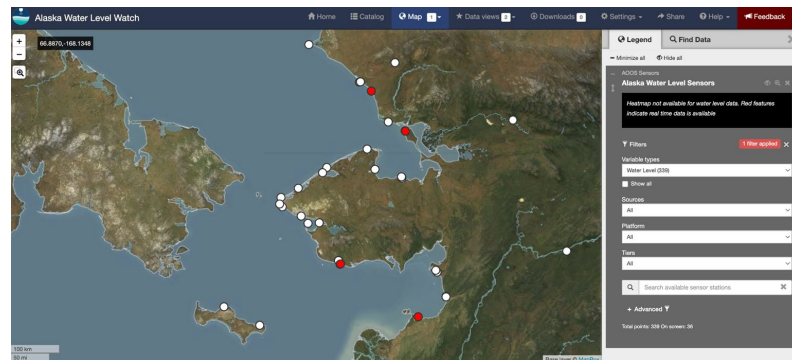 Alaska Water Level Watch
Home
Catalog
Map 1
Data views 2
Downloads 0
Settings
Share
Help
Feedback
+
−
66.8870,-168.1348
Legend
Find Data
Minimize all
Hide all
AOOS Sensors
Alaska Water Level Sensors
Heatmap not available for water level data. Red features
indicate real time data is available
Filters
1 filter applied
Variable types
Water Level (339)
Show all
Sources
All
Platform
All
Tiers
All
Search available sensor stations
+ Advanced
Total points: 339 On screen: 36
100 km
50 mi
Base layer © MapBox